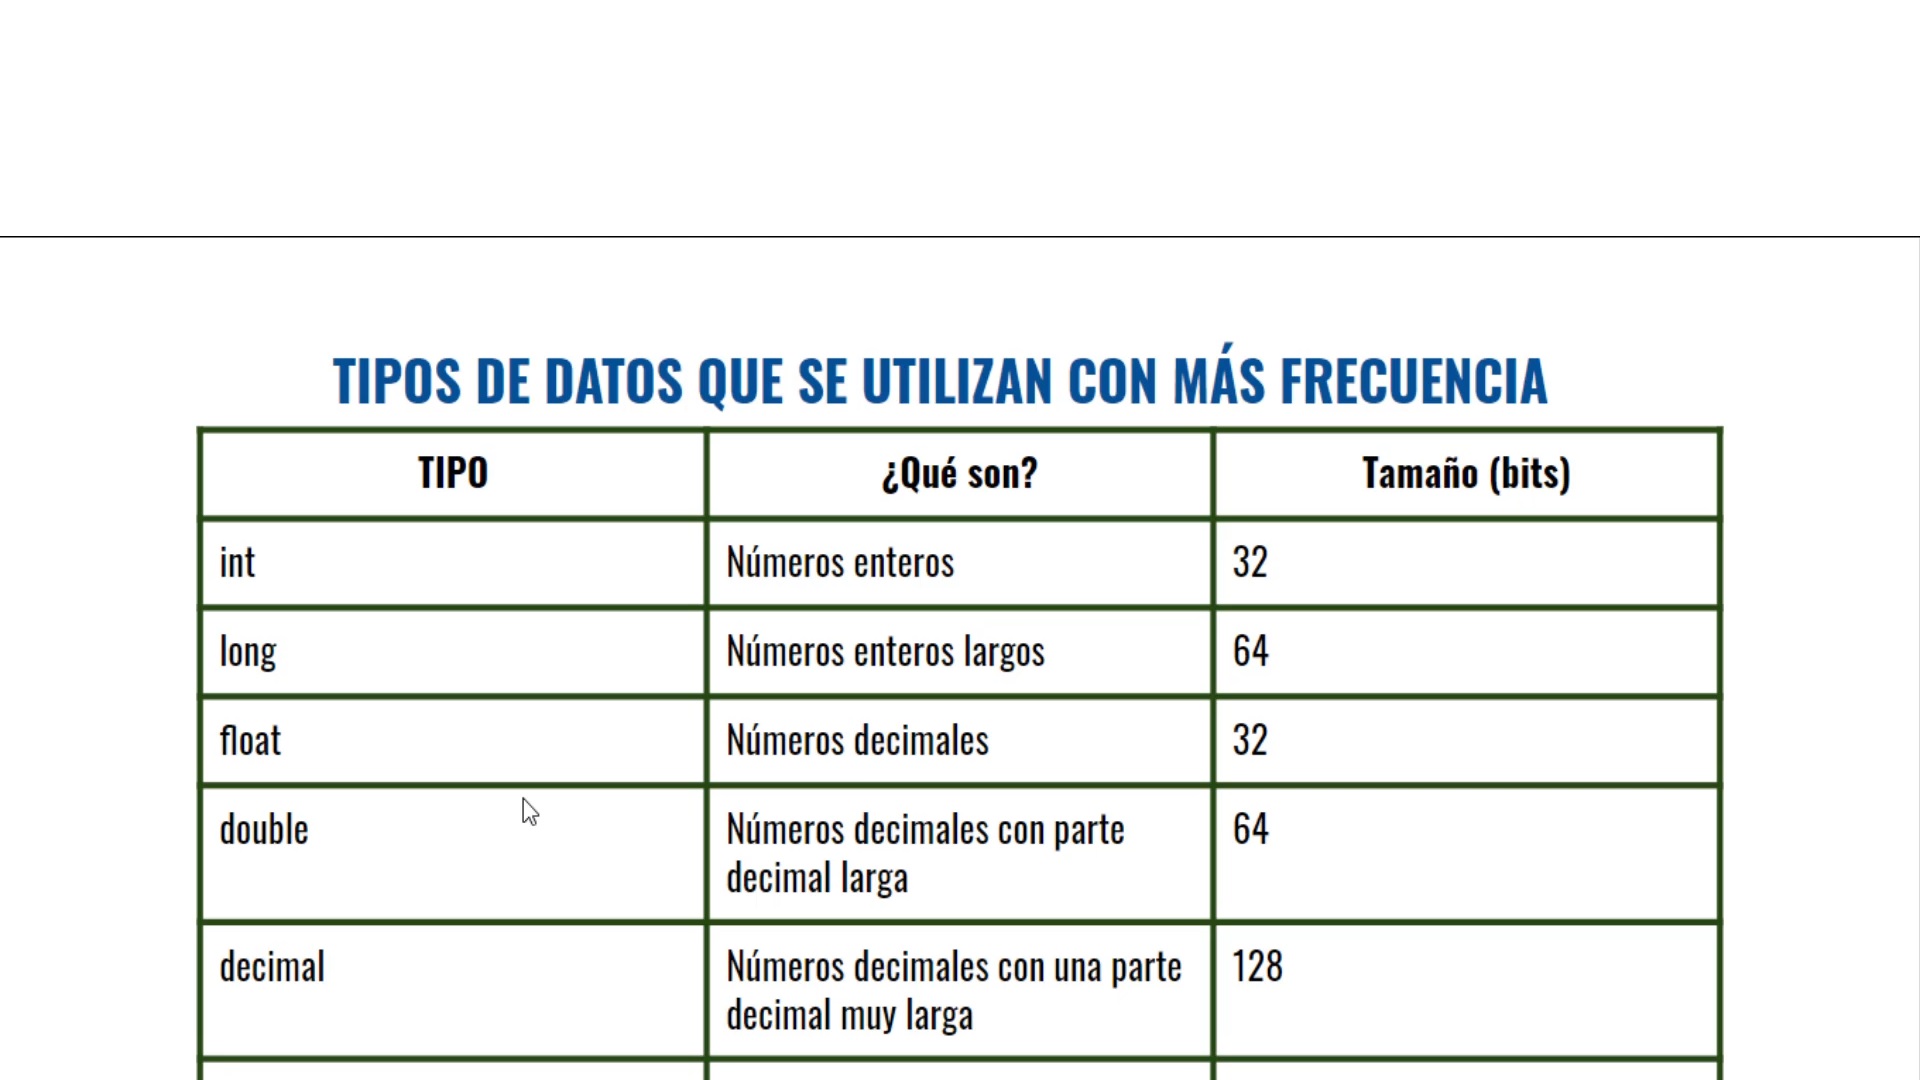 TIPOS DE DATOS QUE SE UTILIZAN CON MÁS FRECUENCIA
TIPO ¿Qué son? Tamaño (bits)
int Números enteros 32
long Números enteros largos 64
float Números decimales 32
double Números decimales con parte 64
decimal larga
decimal Números decimales con una parte 128
decimal muy larga